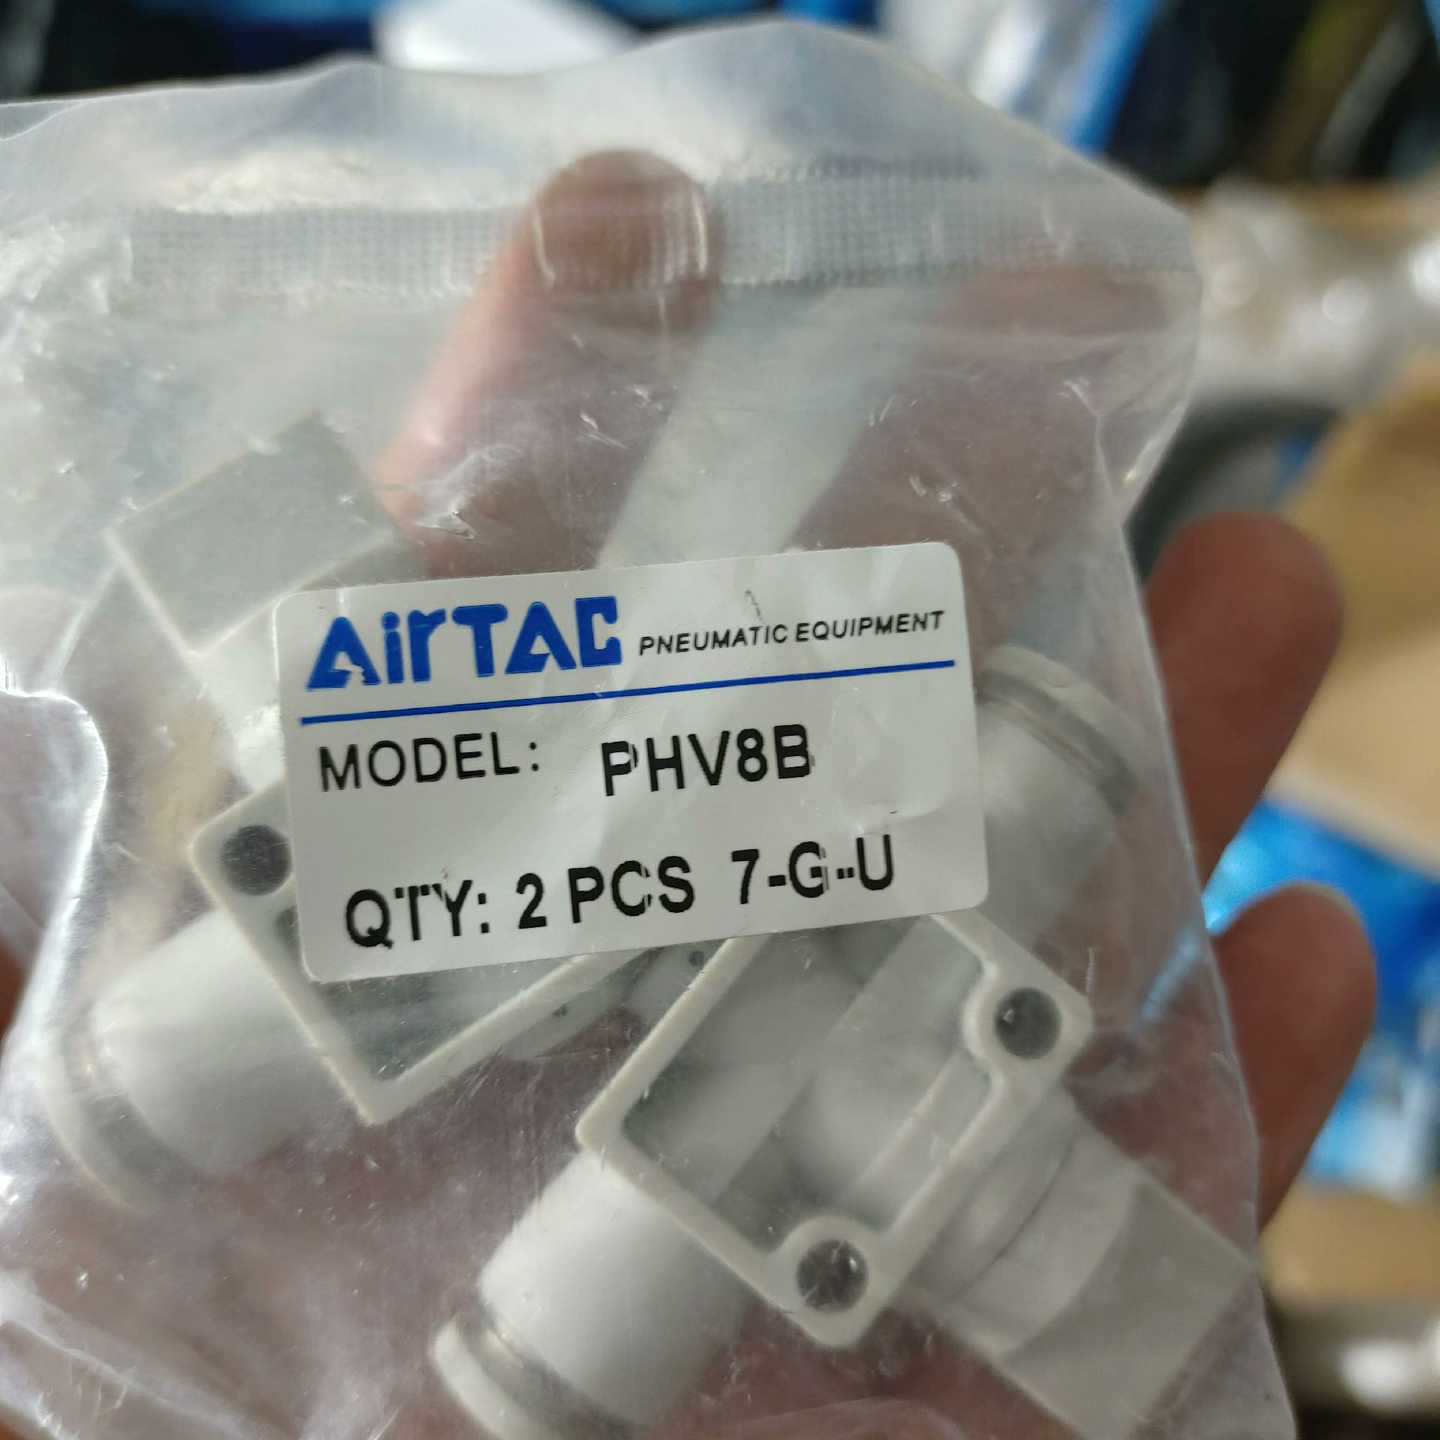 AirTAC PNEUMATIC EQUIPMENT
MODEL: PHV8B
QTY: 2 PCS 7-G-U